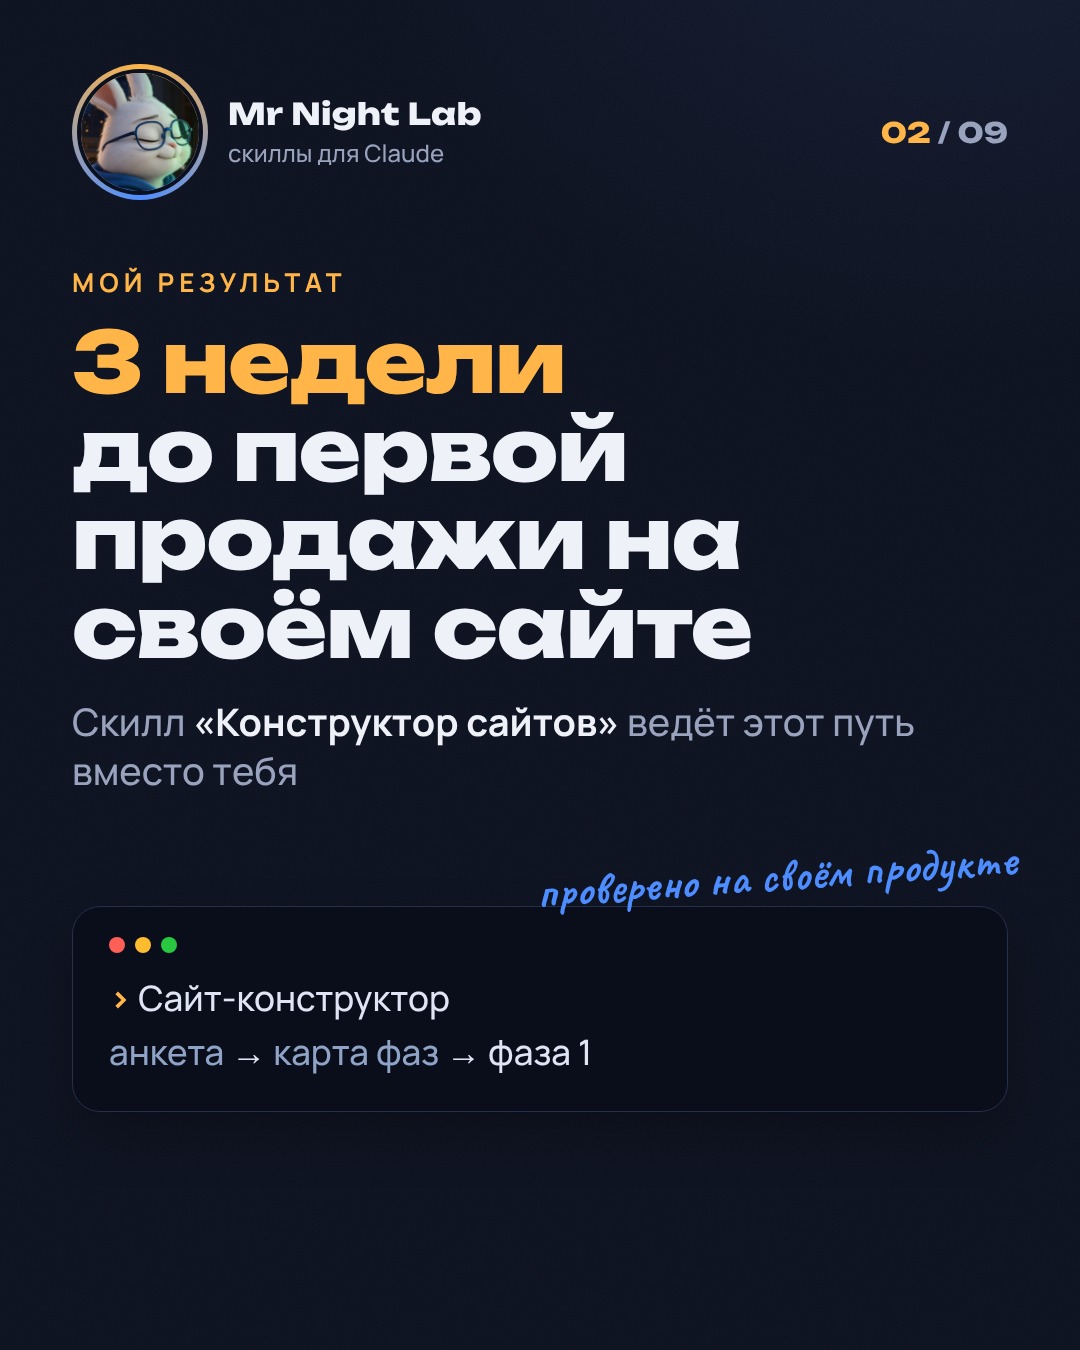 Mr Night Lab
скиллы для Claude
02 / 09
МОЙ РЕЗУЛЬТАТ
3 недели
до первой
продажи на
своём сайте
Скилл «Конструктор сайтов» ведёт этот путь
вместо тебя
проверено на своём продукте
› Сайт-конструктор
анкета → карта фаз → фаза 1